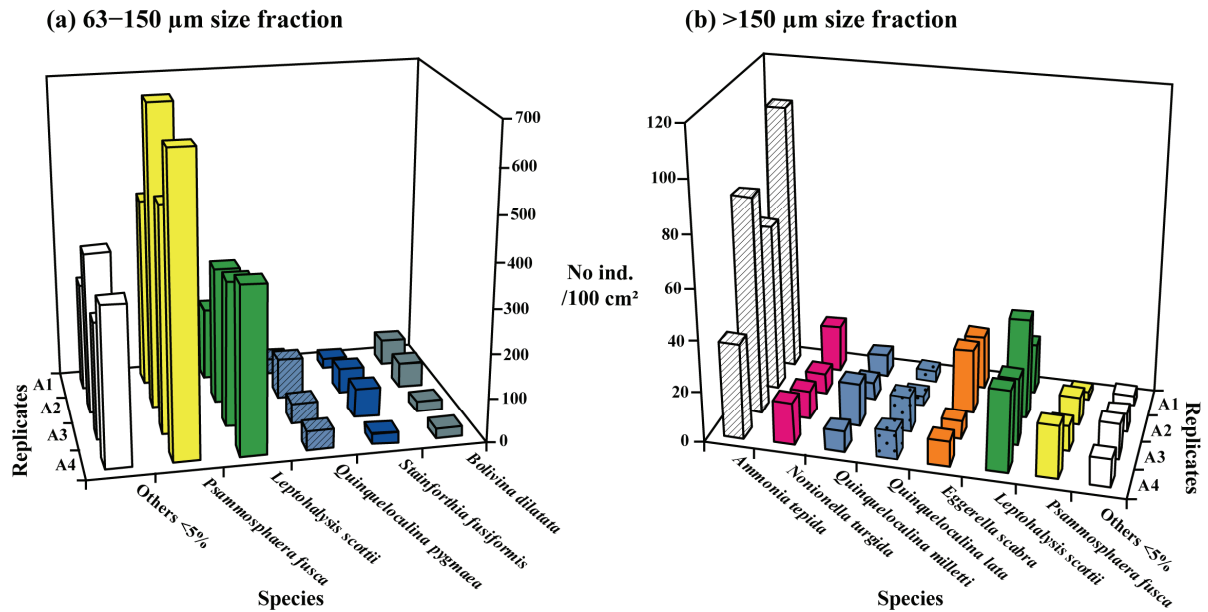 (a) 63–150 µm size fraction
700
600
500
400
300
200
100
0
A1
A2
A3
A4
Replicates
Others <5%
Psammosphaera fusca
Leptohalysis scottii
Quinqueloculina pygmaea
Stainforthia fusiformis
Bolivina dilatata
Species
No ind.
/100 cm²
(b) >150 µm size fraction
120
100
80
60
40
20
0
A1
A2
A3
A4
Replicates
Ammonia tepida
Nonionella turgida
Quinqueloculina milletti
Quinqueloculina lata
Eggerella scabra
Leptohalysis scottii
Psammosphaera fusca
Others <5%
Species